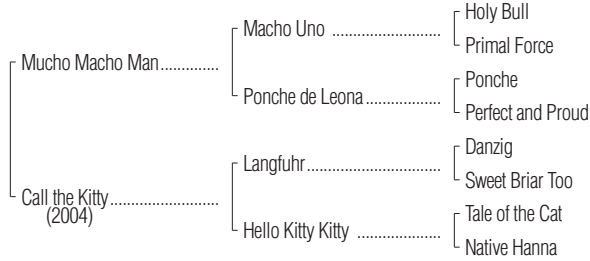 Holy Bull
Macho Uno ..................
Primal Force
Mucho Macho Man..............
Ponche
Ponche de Leona..................
Perfect and Proud
Danzig
Langfuhr................................
Sweet Briar Too
Call the Kitty..........................
(2004)
Tale of the Cat
Hello Kitty Kitty ....................
Native Hanna